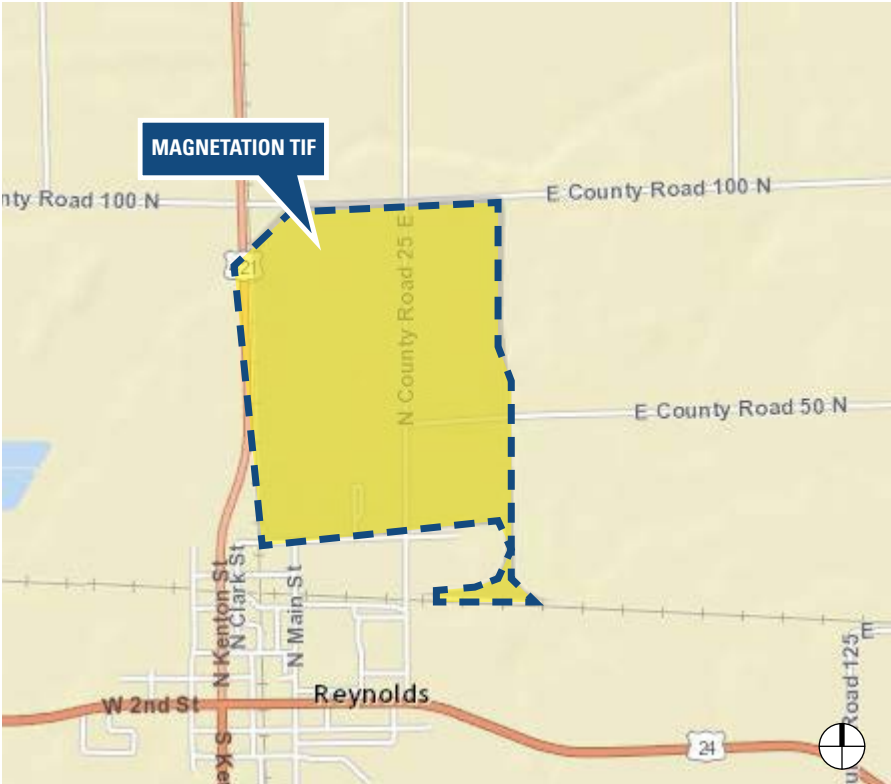 MAGNETATION TIF
nty Road 100 N
E County Road 100 N
21
N County Road 25 E
E County Road 50 N
N Kenton St
N Clark St
N Main St
Reynolds
W 2nd St
S Ke
24
Road 125
E